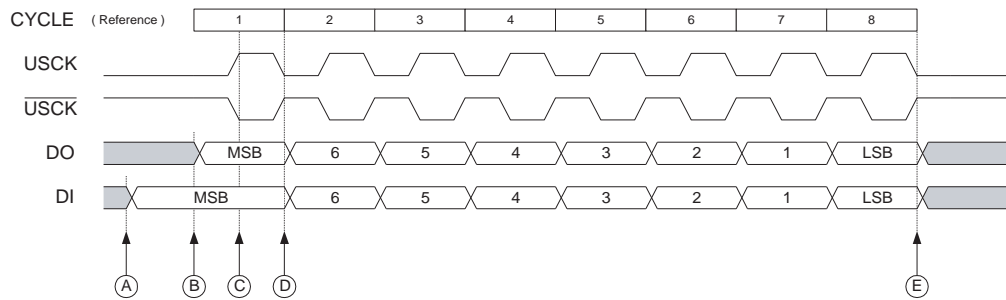 CYCLE ( Reference ) 1 2 3 4 5 6 7 8
USCK
USCK
DO MSB 6 5 4 3 2 1 LSB
DI MSB 6 5 4 3 2 1 LSB
A B C D E